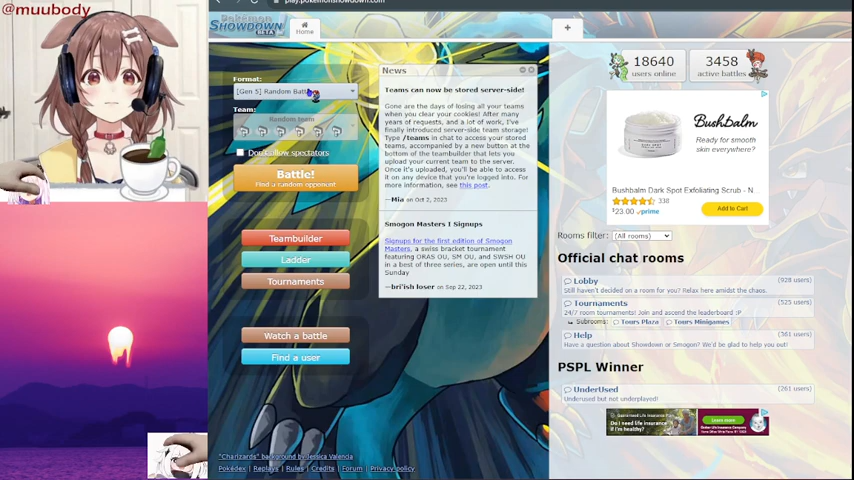 @muubody
play.pokemonshowdown.com
Pokémon
SHOWDOWN!
BETA
Home
+
Format:
[Gen 5] Random Batt
Team:
Random team
Don't allow spectators
Battle!
Find a random opponent
Teambuilder
Ladder
Tournaments
Watch a battle
Find a user
News
Teams can now be stored server-side!
Gone are the days of losing all your teams
when you clear your cookies! After many
years of requests, and a lot of work, I've
finally introduced server-side team storage!
Type /teams in chat to access your stored
teams, accompanied by a new button at the
bottom of the teambuilder that lets you
upload your current team to the server.
Once it's uploaded, you'll be able to access
it on any device that you're logged into. For
more information, see this post.
—Mia on Oct 2, 2023
Smogon Masters I Signups
Signups for the first edition of Smogon
Masters, a swiss bracket tournament
featuring ORAS OU, SM OU, and SWSH OU
in a best of three series, are open until this
Sunday
—bri'ish loser on Sep 22, 2023
18640
users online
3458
active battles
BUSHBALM
Ready for smooth
skin everywhere?
Bushbalm Dark Spot Exfoliating Scrub - N...
338
$23.00 prime
Add to Cart
Rooms filter: (All rooms)
Official chat rooms
Lobby
(928 users)
Still haven't decided on a room for you? Relax here amidst the chaos.
Tournaments
(525 users)
24/7 room tournaments! Join and ascend the leaderboard :P
Subrooms: Tours Plaza Tours Minigames
Help
(361 users)
Have a question about Showdown or Smogon? We'd be glad to help you out!
PSPL Winner
UnderUsed
(261 users)
Underused but not underplayed!
Do I need life insurance
if I'm healthy?
"Charizards" background by Jessica Valencia
Pokédex | Replays | Rules | Credits | Forum | Privacy policy